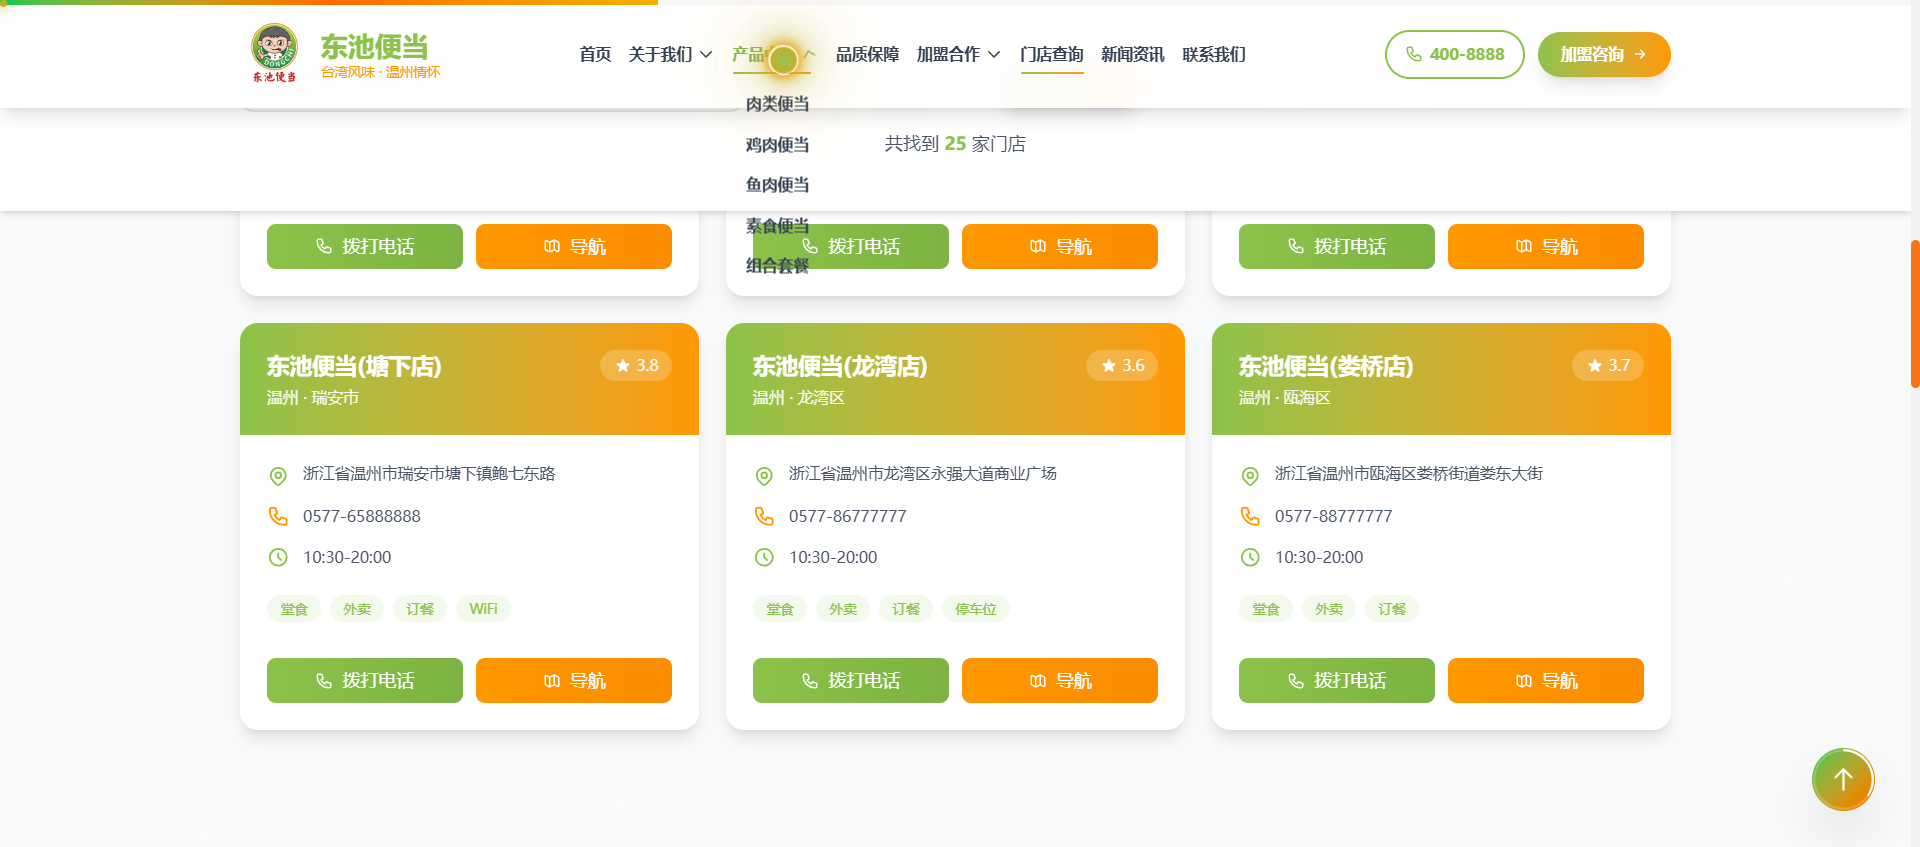 东池便当
台湾风味 · 温州情怀
DONGCHI
东池便当
首页
关于我们
产品
品质保障
加盟合作
门店查询
新闻资讯
联系我们
400-8888
加盟咨询
肉类便当
鸡肉便当
鱼肉便当
素食便当
组合套餐
共找到 25 家门店
拨打电话
导航
拨打电话
导航
拨打电话
导航
东池便当(塘下店)
3.8
温州 · 瑞安市
浙江省温州市瑞安市塘下镇鲍七东路
0577-65888888
10:30-20:00
堂食
外卖
订餐
WiFi
拨打电话
导航
东池便当(龙湾店)
3.6
温州 · 龙湾区
浙江省温州市龙湾区永强大道商业广场
0577-86777777
10:30-20:00
堂食
外卖
订餐
停车位
拨打电话
导航
东池便当(娄桥店)
3.7
温州 · 瓯海区
浙江省温州市瓯海区娄桥街道娄东大街
0577-88777777
10:30-20:00
堂食
外卖
订餐
拨打电话
导航